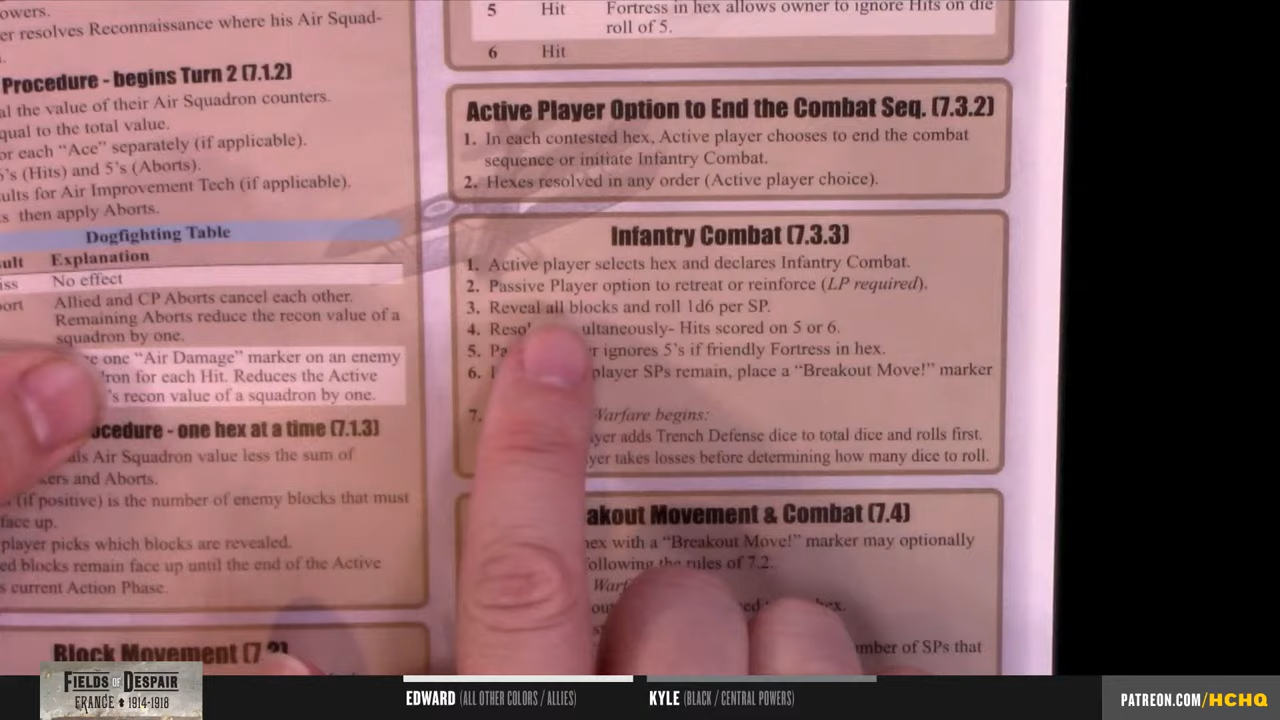 owers.
er resolves Reconnaissance where his Air Squad-
Procedure - begins Turn 2 (7.1.2)
al the value of their Air Squadron counters.
qual to the total value.
or each "Ace" separately (if applicable).
5's (Hits) and 5's (Aborts).
ults for Air Improvement Tech (if applicable).
s then apply Aborts.
Dogfighting Table
ult Explanation
iss No effect
ort Allied and CP Aborts cancel each other.
Remaining Aborts reduce the recon value of a
squadron by one.
e one "Air Damage" marker on an enemy
ron for each Hit. Reduces the Active
's recon value of a squadron by one.
ocedure - one hex at a time (7.1.3)
als Air Squadron value less the sum of
kers and Aborts.
(if positive) is the number of enemy blocks that must
face up.
player picks which blocks are revealed.
ed blocks remain face up until the end of the Active
s current Action Phase.
Block Movement (7.2)
5 Hit Fortress in hex allows owner to ignore Hits on die
roll of 5.
6 Hit
Active Player Option to End the Combat Seq. (7.3.2)
1. In each contested hex, Active player chooses to end the combat
sequence or initiate Infantry Combat.
2. Hexes resolved in any order (Active player choice).
Infantry Combat (7.3.3)
1. Active player selects hex and declares Infantry Combat.
2. Passive Player option to retreat or reinforce (LP required).
3. Reveal all blocks and roll 1d6 per SP.
4. Resol ultaneously- Hits scored on 5 or 6.
5. Pa r ignores 5's if friendly Fortress in hex.
6. player SPs remain, place a "Breakout Move!" marker
7. Warfare begins:
yer adds Trench Defense dice to total dice and rolls first.
yer takes losses before determining how many dice to roll.
akout Movement & Combat (7.4)
hex with a "Breakout Move!" marker may optionally
following the rules of 7.2.
hex.
umber of SPs that
FIELDS OF DESPAIR
FRANCE 1914-1918
EDWARD (ALL OTHER COLORS / ALLIES)
KYLE (BLACK / CENTRAL POWERS)
PATREON.COM/HCHQ